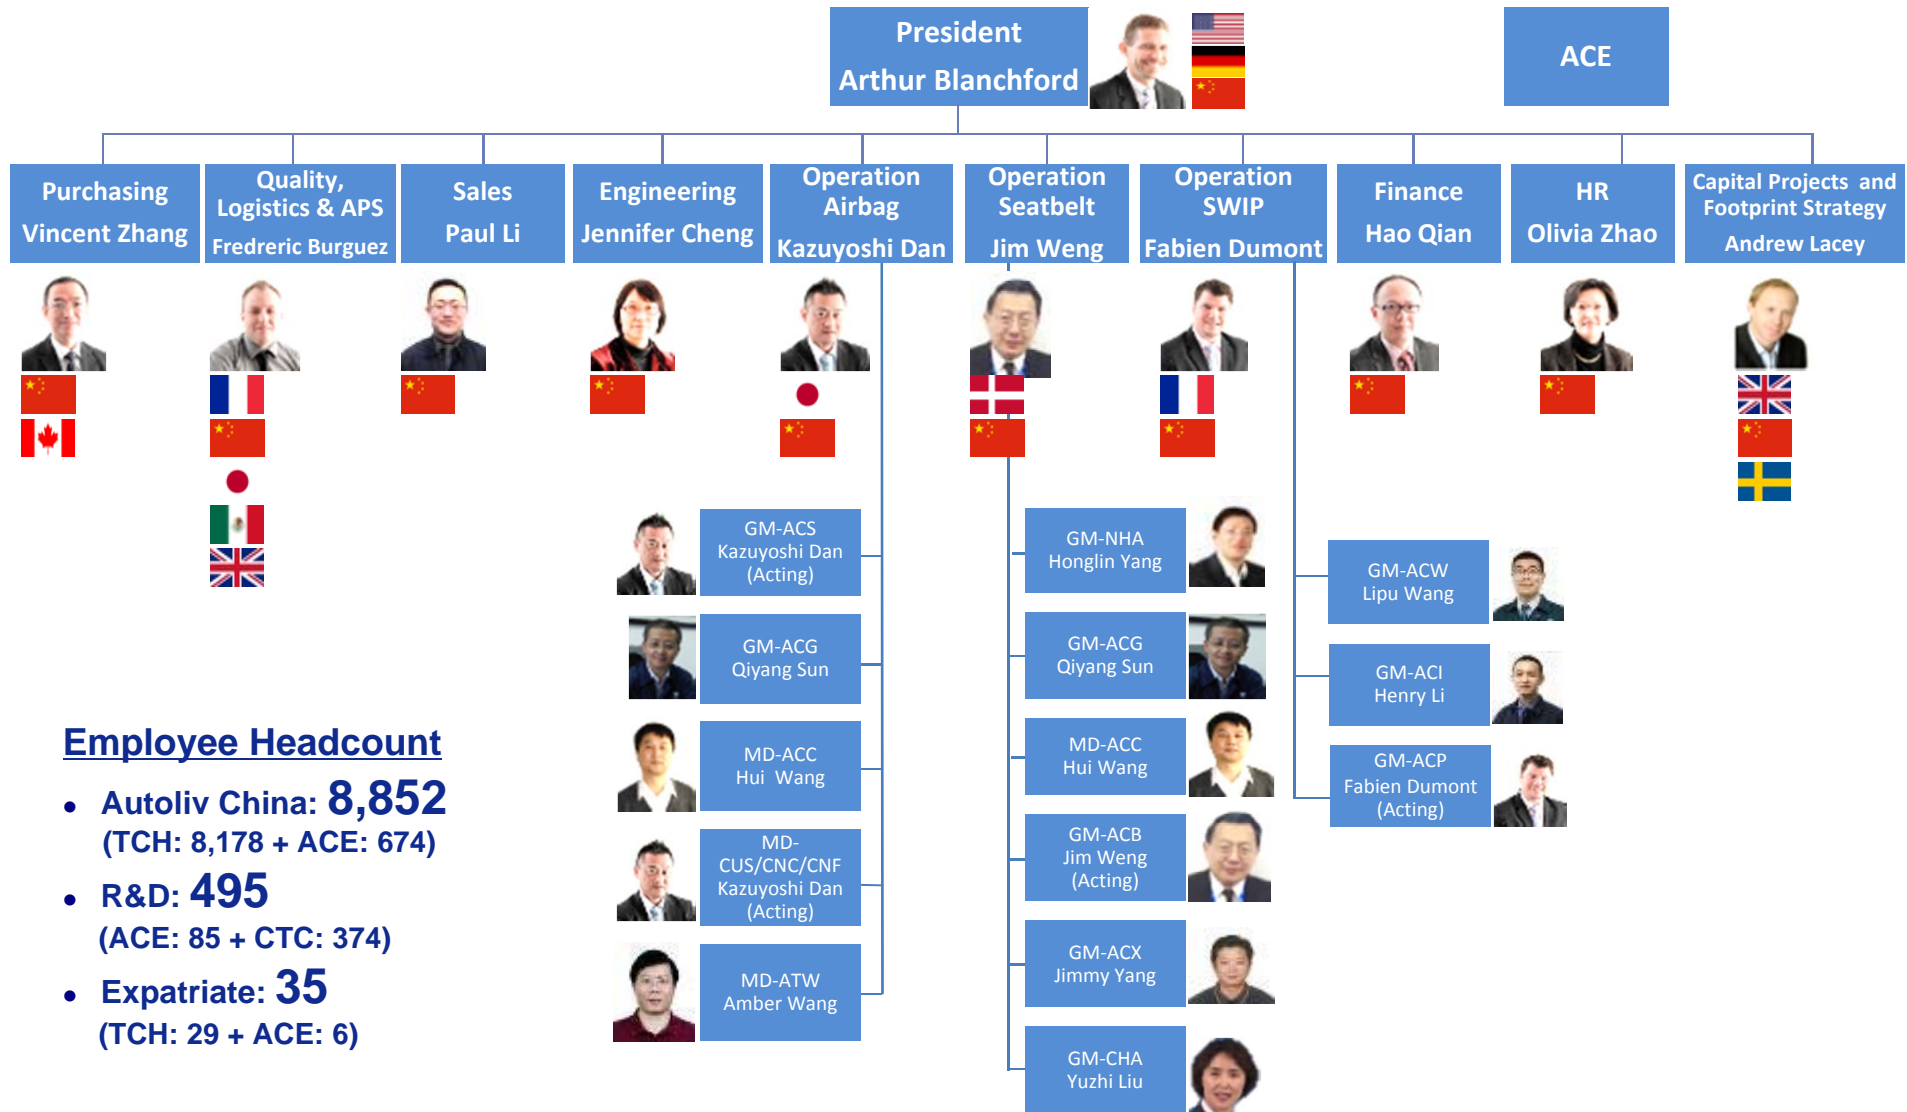 President
Arthur Blanchford
ACE
Purchasing
Vincent Zhang
Quality,
Logistics & APS
Fredreric Burguez
Sales
Paul Li
Engineering
Jennifer Cheng
Operation
Airbag
Kazuyoshi Dan
Operation
Seatbelt
Jim Weng
Operation
SWIP
Fabien Dumont
Finance
Hao Qian
HR
Olivia Zhao
Capital Projects and
Footprint Strategy
Andrew Lacey
GM-ACS
Kazuyoshi Dan
(Acting)
GM-ACG
Qiyang Sun
MD-ACC
Hui Wang
MD-
CUS/CNC/CNF
Kazuyoshi Dan
(Acting)
MD-ATW
Amber Wang
GM-NHA
Honglin Yang
GM-ACG
Qiyang Sun
MD-ACC
Hui Wang
GM-ACB
Jim Weng
(Acting)
GM-ACX
Jimmy Yang
GM-CHA
Yuzhi Liu
GM-ACW
Lipu Wang
GM-ACI
Henry Li
GM-ACP
Fabien Dumont
(Acting)
Employee Headcount
• Autoliv China: 8,852
(TCH: 8,178 + ACE: 674)
• R&D: 495
(ACE: 85 + CTC: 374)
• Expatriate: 35
(TCH: 29 + ACE: 6)